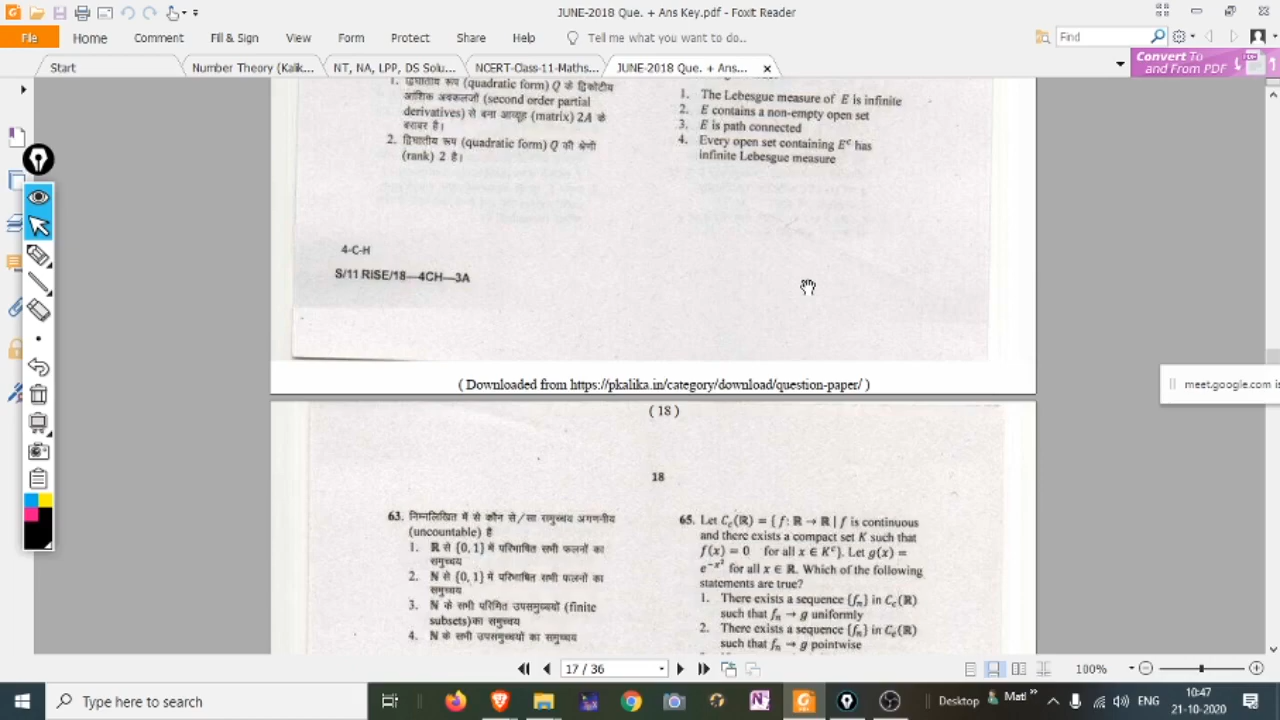 JUNE-2018 Que. + Ans Key.pdf - Foxit Reader
File Home Comment Fill & Sign View Form Protect Share Help Tell me what you want to do.. Find
Convert To
and From PDF
Start Number Theory (Kalik... NT, NA, LPP, DS Solu... NCERT-Class-11 Maths... JUNE-2018 Que. + Ans...
1. द्विघातीय रूप (quadratic form) Q के द्विकोटीय
आंशिक अवकलजों (second order partial
derivatives) से बना आव्यूह (matrix) 2A के
बराबर है।
2. द्विघातीय रूप (quadratic form) Q की श्रेणी
(rank) 2 है।
4-C-H
S/11 RISE/18—4CH—3A
1. The Lebesgue measure of E is infinite
2. E contains a non-empty open set
3. E is path connected
4. Every open set containing Eᶜ has
infinite Lebesgue measure
( Downloaded from https://pkalika.in/category/download/question-paper/ )
( 18 )
18
63. निम्नलिखित में से कौन से/सा समुच्चय अगणनीय
(uncountable) है
1. ℝ से {0, 1} में परिभाषित सभी फलनों का
समुच्चय
2. ℕ से {0, 1} में परिभाषित सभी फलनों का
समुच्चय
3. ℕ के सभी परिमित उपसमुच्चयों (finite
subsets)का समुच्चय
4. ℕ के सभी उपसमुच्चयों का समुच्चय
65. Let C_c(ℝ) = { f: ℝ → ℝ | f is continuous
and there exists a compact set K such that
f(x) = 0 for all x ∈ Kᶜ}. Let g(x) =
e^{-x²} for all x ∈ ℝ. Which of the following
statements are true?
1. There exists a sequence {fₙ} in C_c(ℝ)
such that fₙ → g uniformly
2. There exists a sequence {fₙ} in C_c(ℝ)
such that fₙ → g pointwise
meet.google.com is
17 / 36
100%
Type here to search
Desktop
Mati
ENG
10:47
21-10-2020